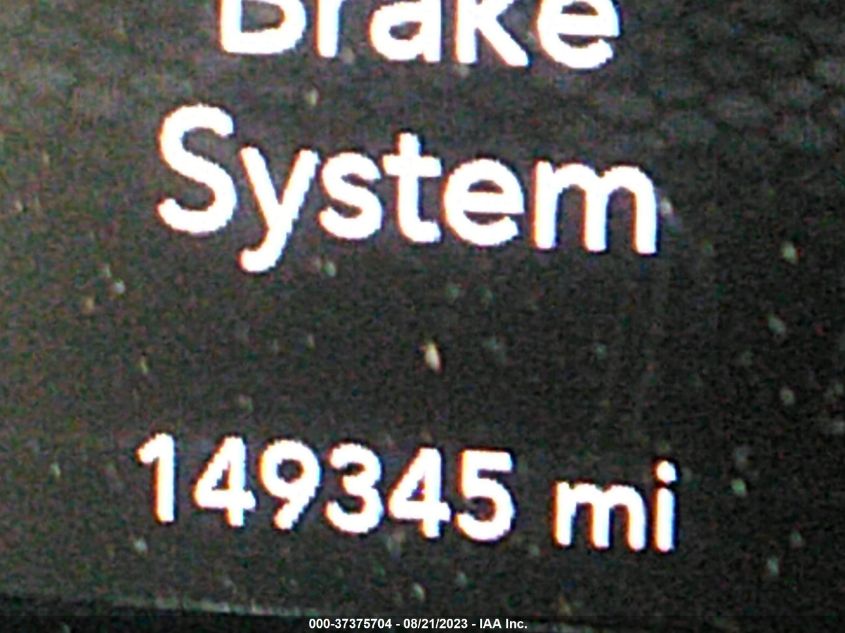 Brake
System
149345 mi
000-37375704 - 08/21/2023 - IAA Inc.